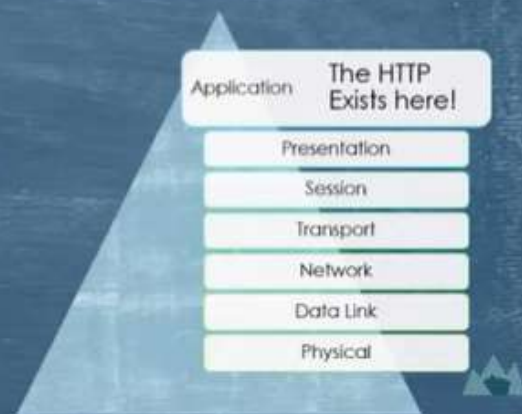 Application
The HTTP
Exists here!
Presentation
Session
Transport
Network
Data Link
Physical